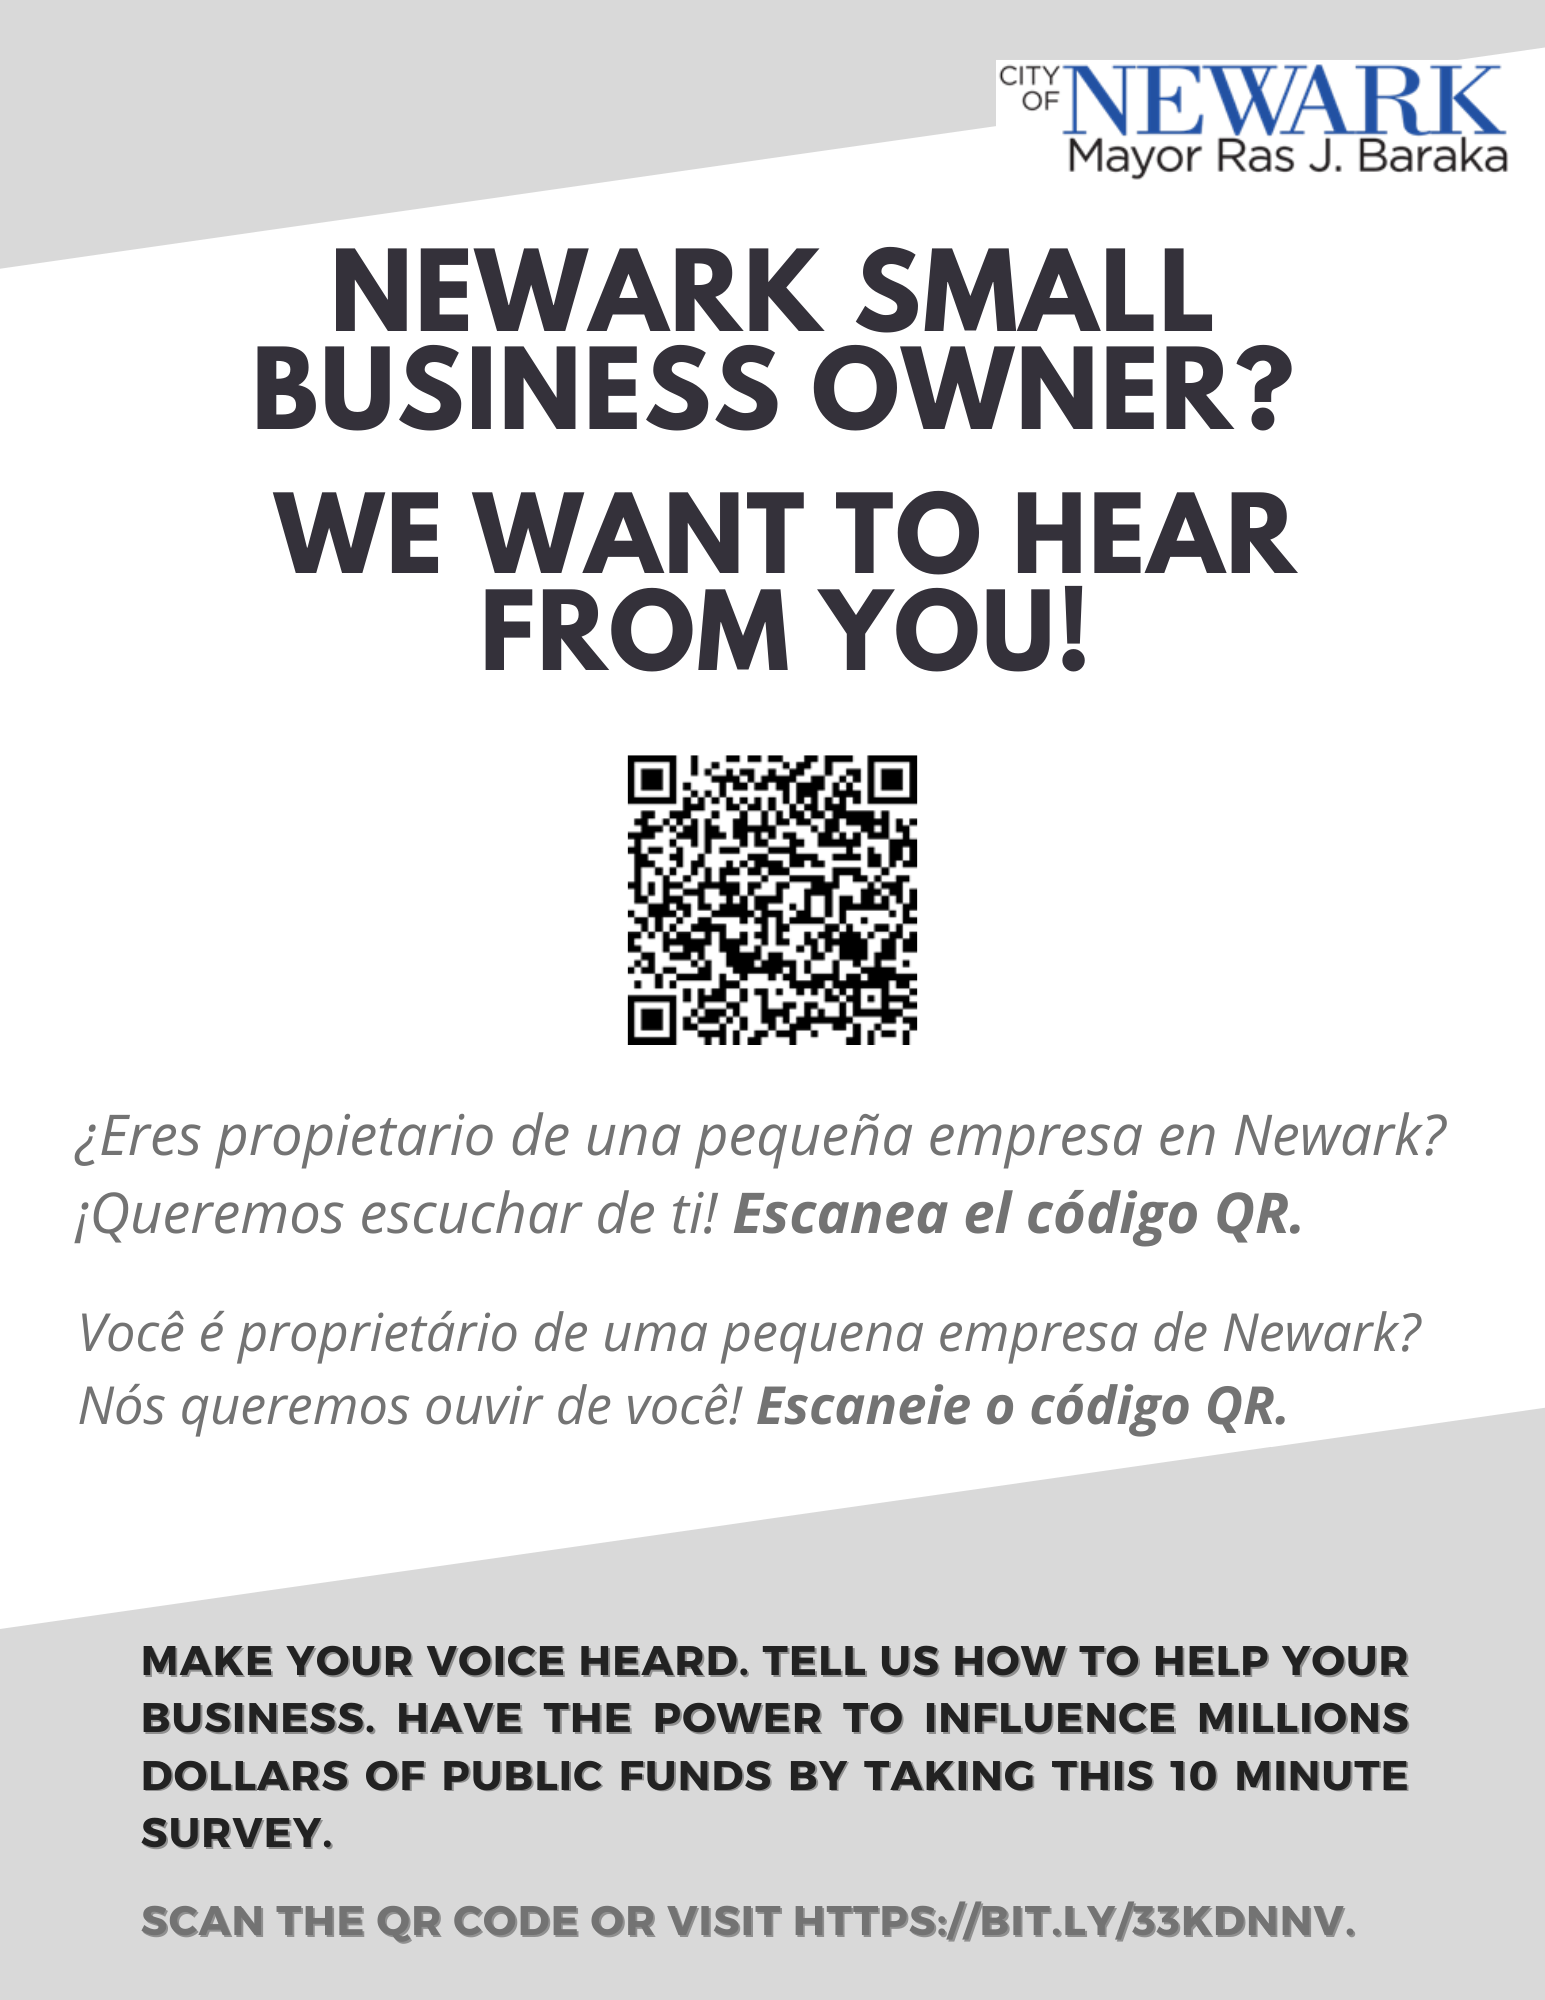 CITY
OF NEWARK
Mayor Ras J. Baraka
NEWARK SMALL
BUSINESS OWNER?
WE WANT TO HEAR
FROM YOU!
¿Eres propietario de una pequeña empresa en Newark?
¡Queremos escuchar de ti! Escanea el código QR.
Você é proprietário de uma pequena empresa de Newark?
Nós queremos ouvir de você! Escaneie o código QR.
MAKE YOUR VOICE HEARD. TELL US HOW TO HELP YOUR
BUSINESS. HAVE THE POWER TO INFLUENCE MILLIONS
DOLLARS OF PUBLIC FUNDS BY TAKING THIS 10 MINUTE
SURVEY.
SCAN THE QR CODE OR VISIT HTTPS://BIT.LY/33KDNNV.